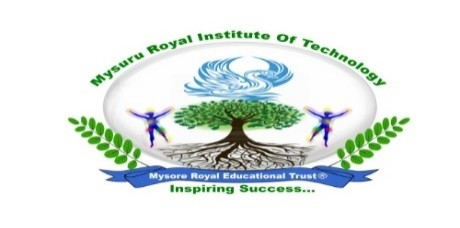 Mysuru Royal Institute Of Technology
Mysore Royal Educational Trust®
Inspiring Success...